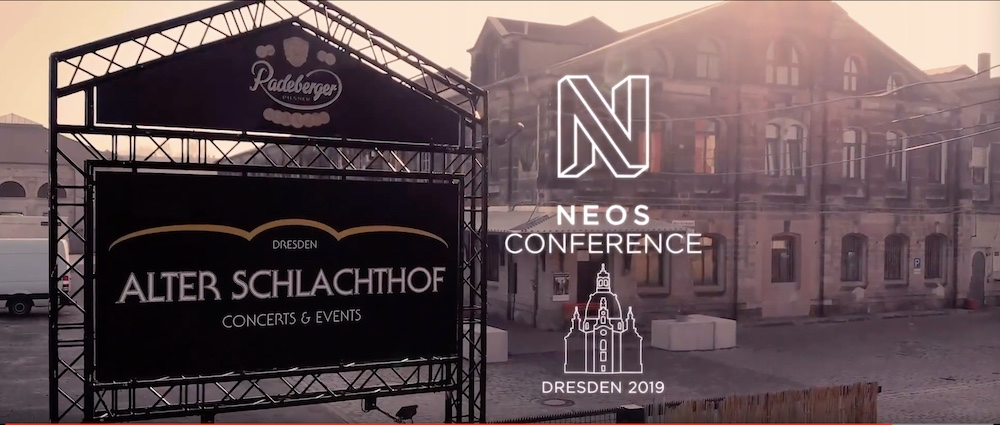 Radeberger
PILSNER
DRESDEN
ALTER SCHLACHTHOF
CONCERTS & EVENTS
NEOS
CONFERENCE
DRESDEN 2019
P